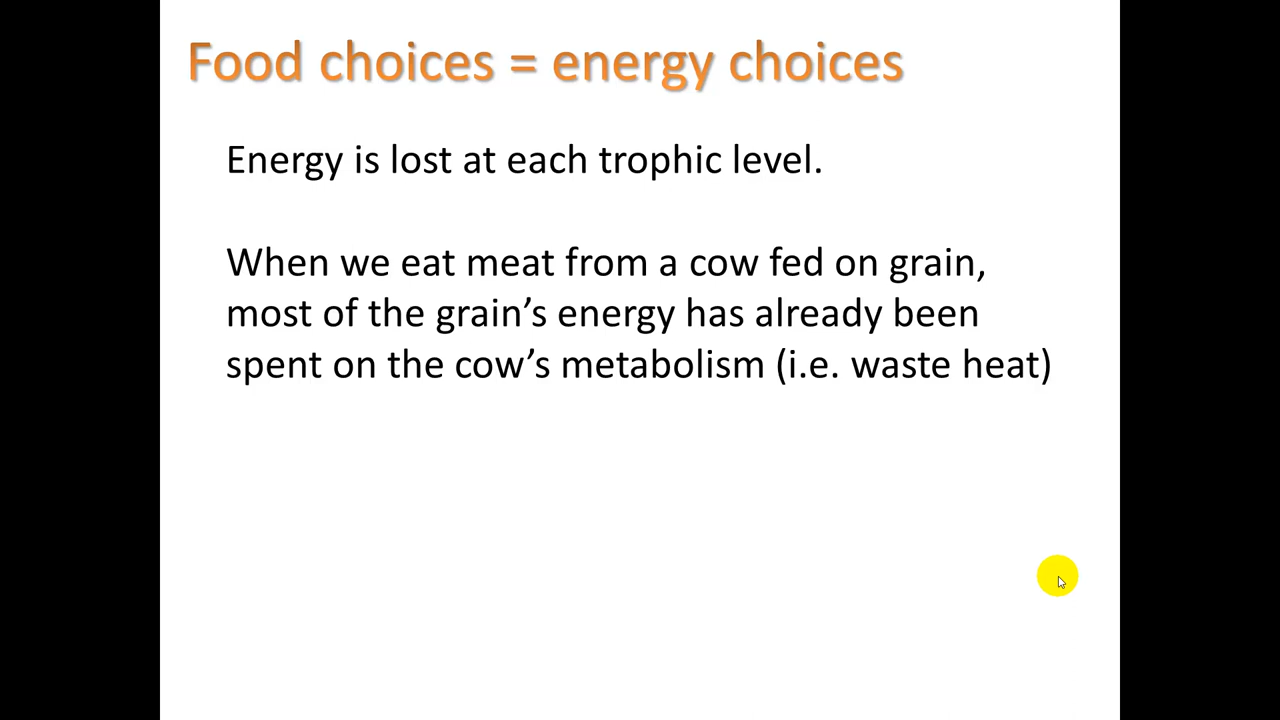 Food choices = energy choices
Energy is lost at each trophic level.
When we eat meat from a cow fed on grain,
most of the grain’s energy has already been
spent on the cow’s metabolism (i.e. waste heat)